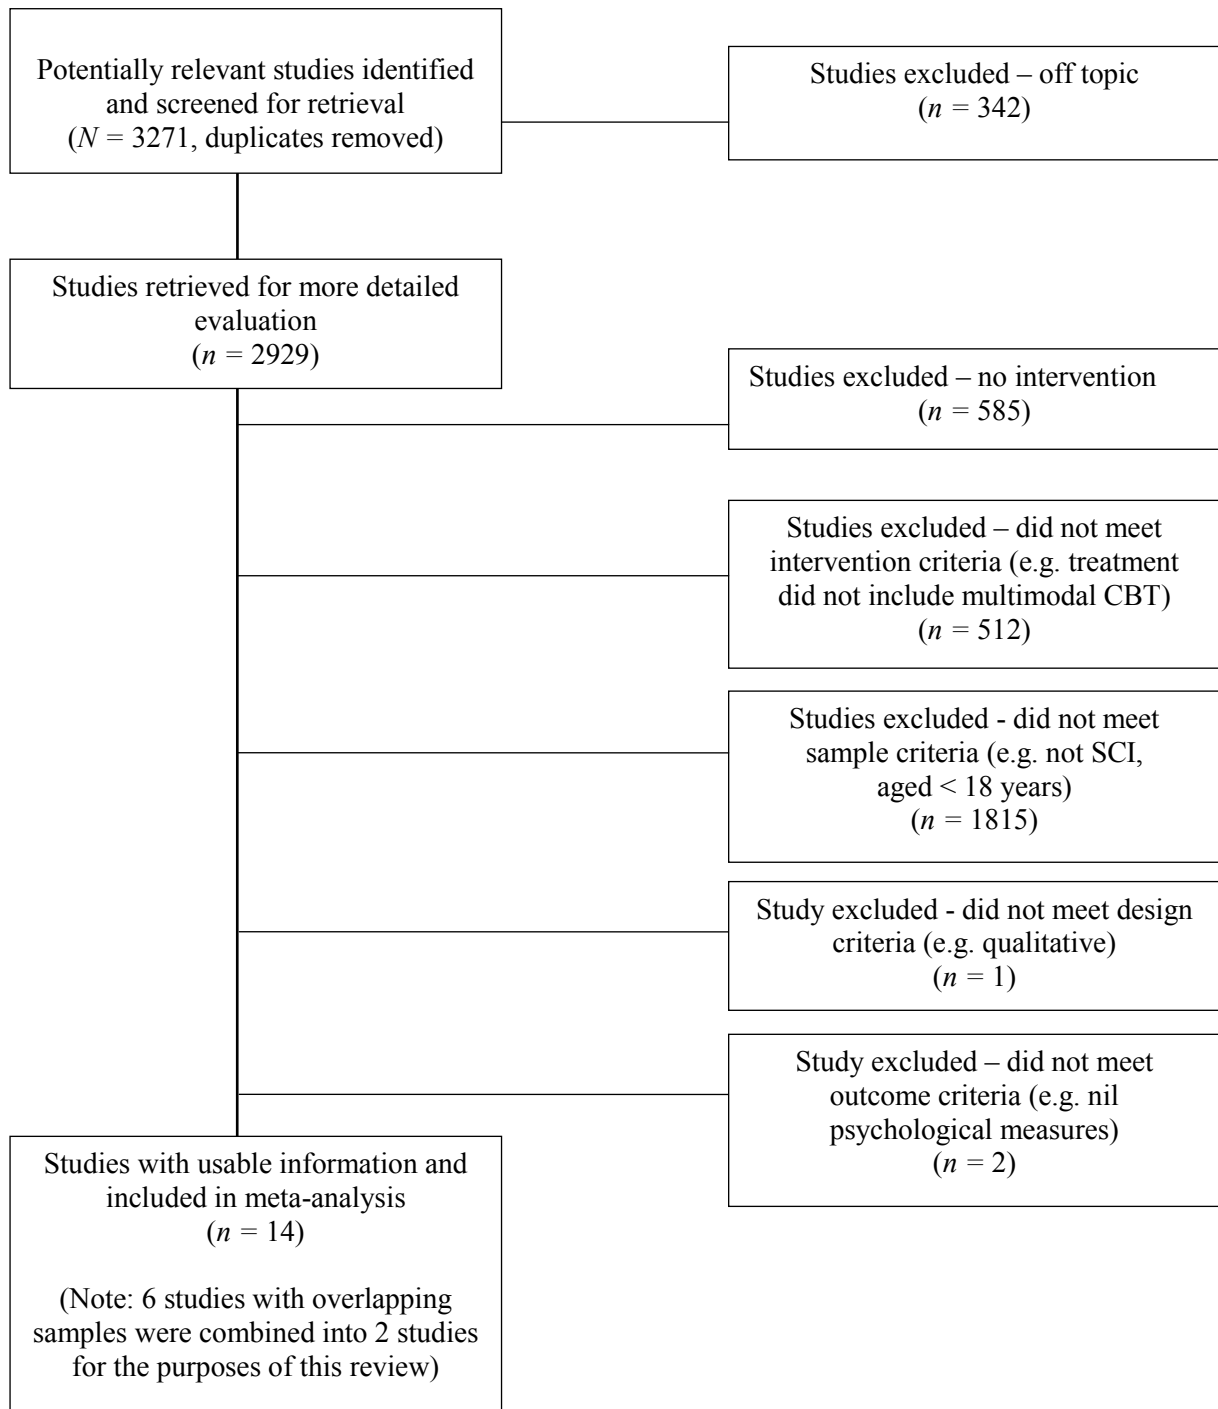 Potentially relevant studies identified
and screened for retrieval
(N = 3271, duplicates removed)
Studies excluded – off topic
(n = 342)
Studies retrieved for more detailed
evaluation
(n = 2929)
Studies excluded – no intervention
(n = 585)
Studies excluded – did not meet
intervention criteria (e.g. treatment
did not include multimodal CBT)
(n = 512)
Studies excluded - did not meet
sample criteria (e.g. not SCI,
aged < 18 years)
(n = 1815)
Study excluded - did not meet design
criteria (e.g. qualitative)
(n = 1)
Study excluded – did not meet
outcome criteria (e.g. nil
psychological measures)
(n = 2)
Studies with usable information and
included in meta-analysis
(n = 14)
(Note: 6 studies with overlapping
samples were combined into 2 studies
for the purposes of this review)